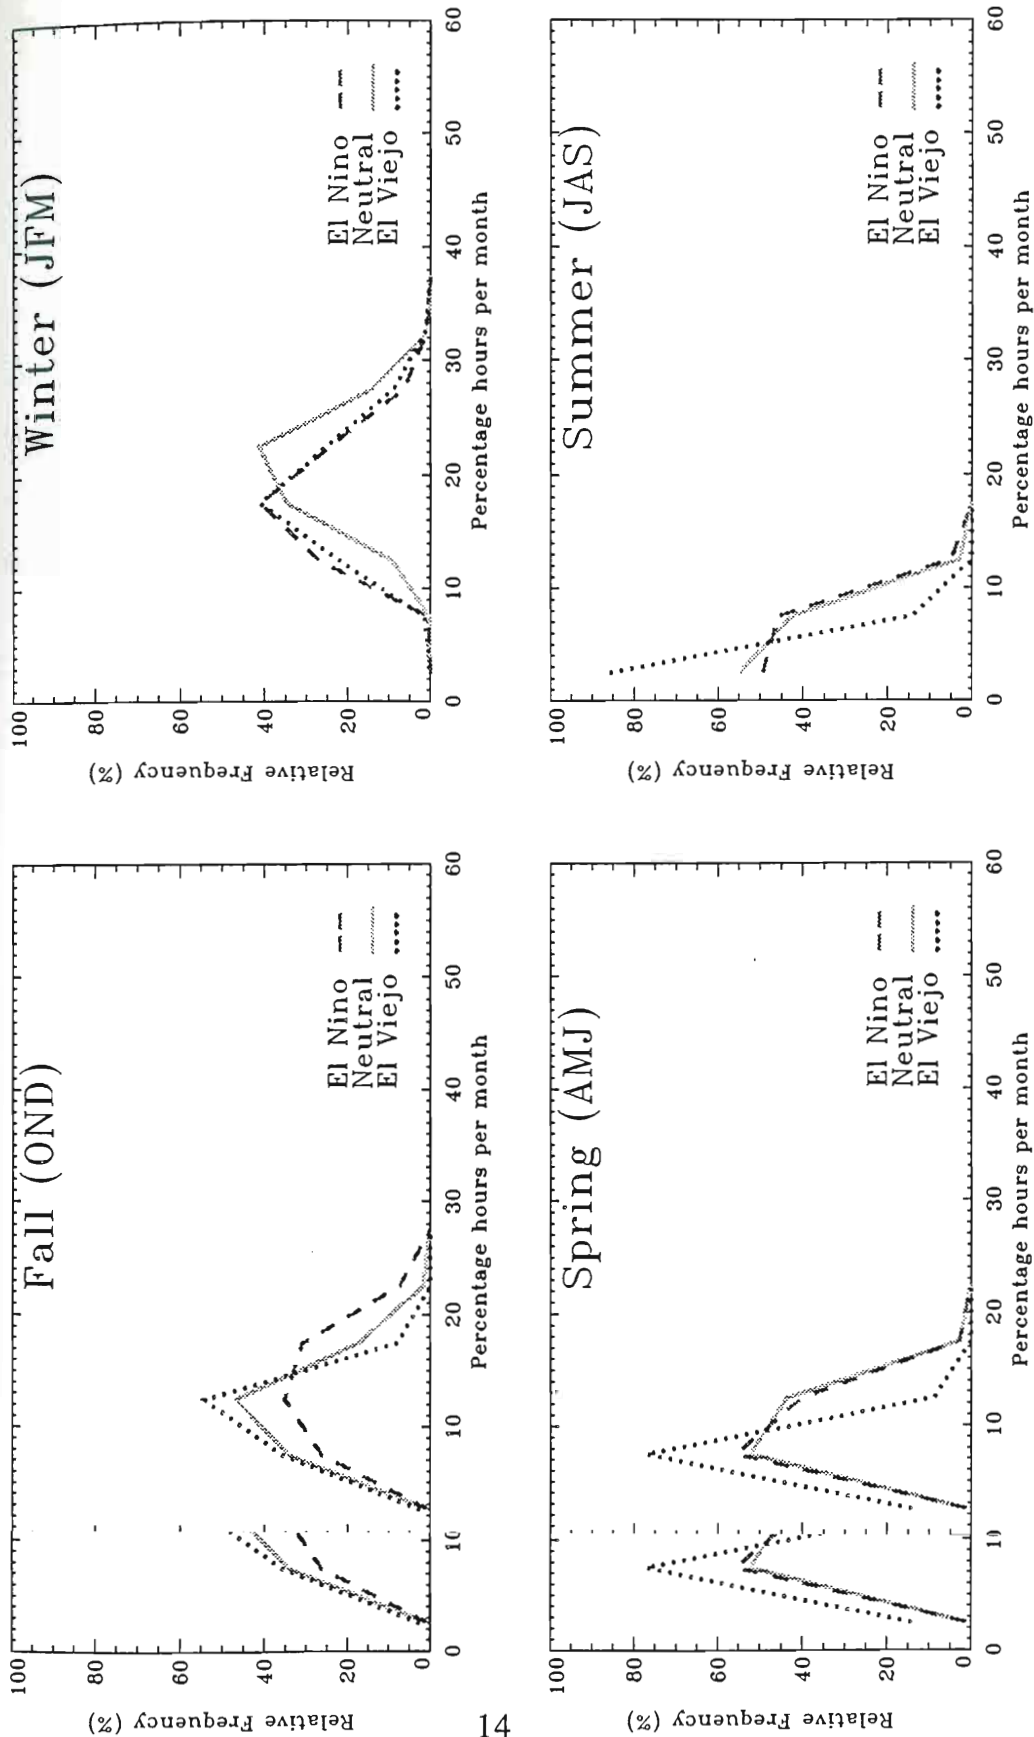 Fall (OND)
Relative Frequency (%)
100
80
60
40
20
0
0
10
10
20
30
40
50
60
El Nino
Neutral
El Viejo
Percentage hours per month
Winter (JFM)
Relative Frequency (%)
100
80
60
40
20
0
0
10
20
30
40
50
60
El Nino
Neutral
El Viejo
Percentage hours per month
Spring (AMJ)
Relative Frequency (%)
100
80
60
40
20
0
0
10
10
20
30
40
50
60
El Nino
Neutral
El Viejo
Percentage hours per month
Summer (JAS)
Relative Frequency (%)
100
80
60
40
20
0
0
10
20
30
40
50
60
El Nino
Neutral
El Viejo
Percentage hours per month
14